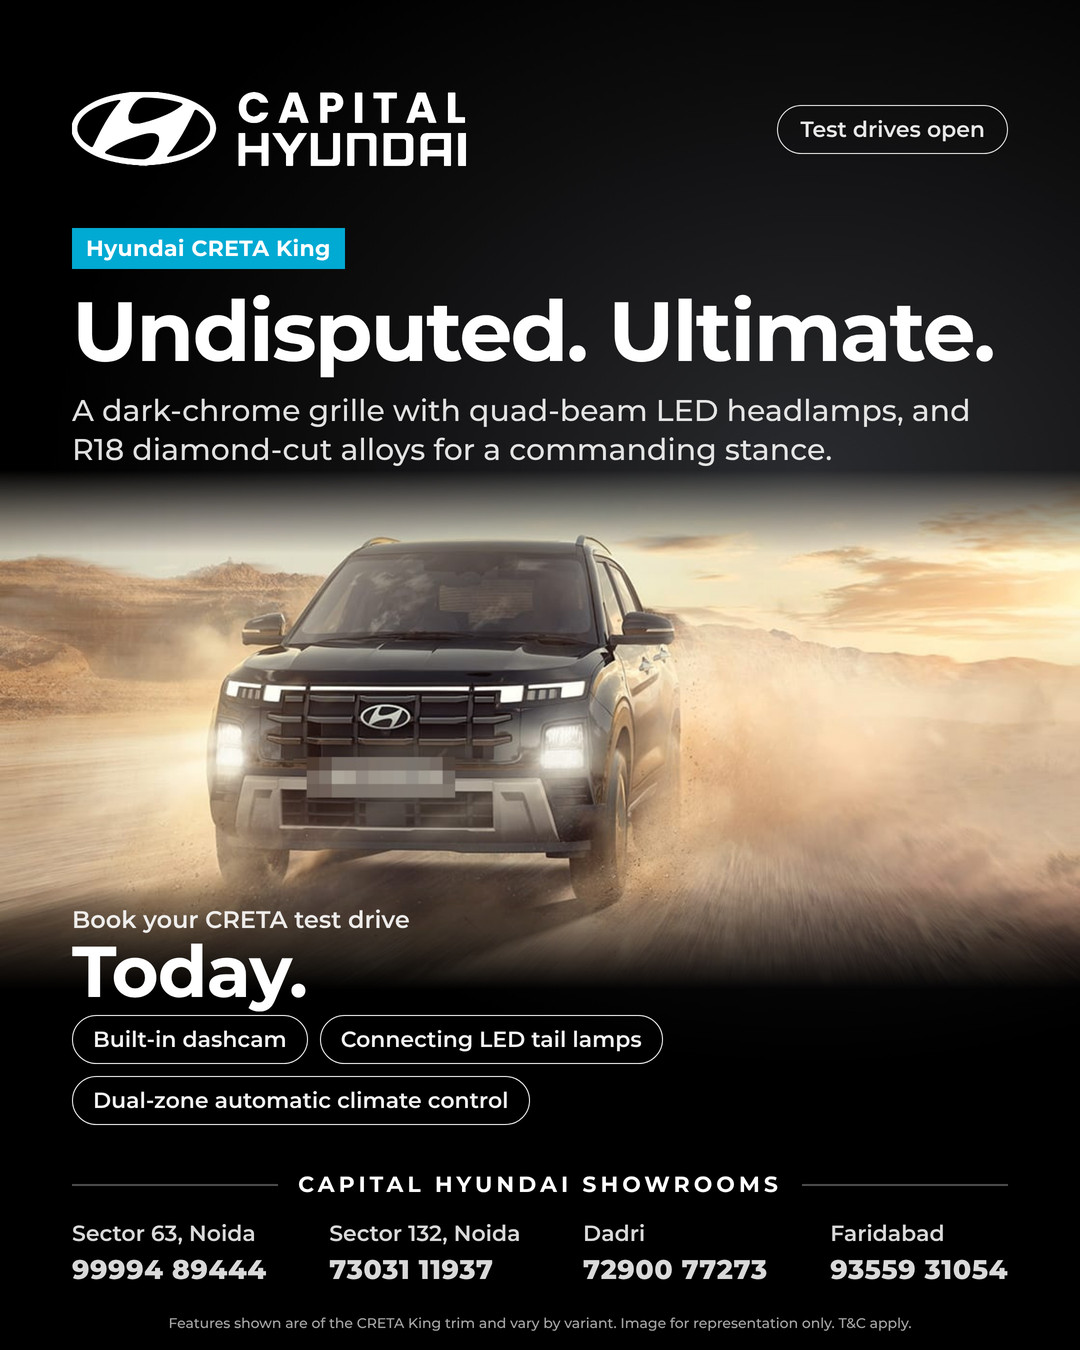 CAPITAL
HYUNDAI
Test drives open
Hyundai CRETA King
Undisputed. Ultimate.
A dark-chrome grille with quad-beam LED headlamps, and
R18 diamond-cut alloys for a commanding stance.
Book your CRETA test drive
Today.
Built-in dashcam
Connecting LED tail lamps
Dual-zone automatic climate control
CAPITAL HYUNDAI SHOWROOMS
Sector 63, Noida
99994 89444
Sector 132, Noida
73031 11937
Dadri
72900 77273
Faridabad
93559 31054
Features shown are of the CRETA King trim and vary by variant. Image for representation only. T&C apply.